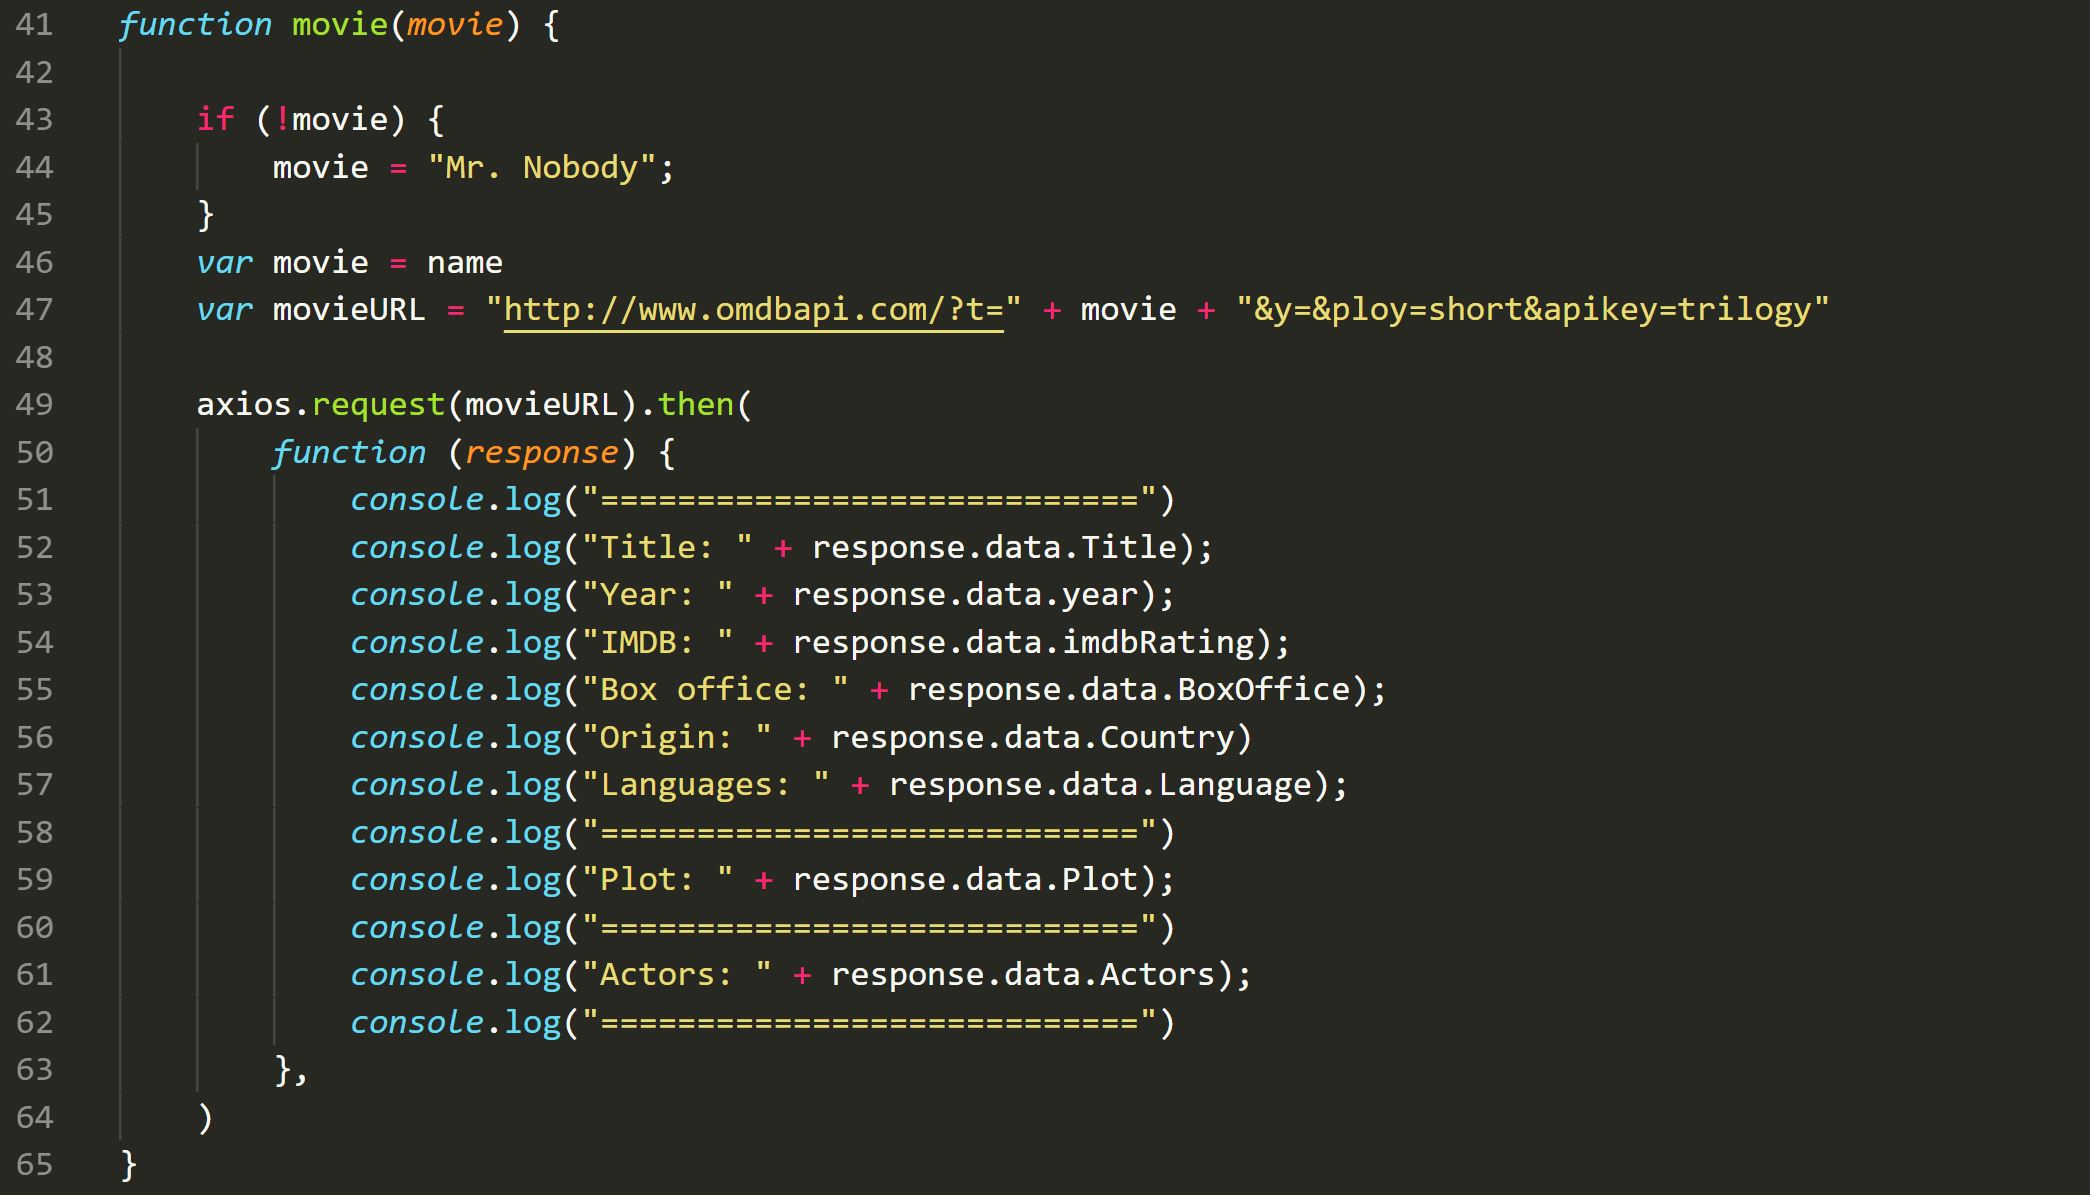 41 function movie(movie) {
42
43 if (!movie) {
44 movie = "Mr. Nobody";
45 }
46 var movie = name
47 var movieURL = "http://www.omdbapi.com/?t=" + movie + "&y=&ploy=short&apikey=trilogy"
48
49 axios.request(movieURL).then(
50 function (response) {
51 console.log("============================")
52 console.log("Title: " + response.data.Title);
53 console.log("Year: " + response.data.year);
54 console.log("IMDB: " + response.data.imdbRating);
55 console.log("Box office: " + response.data.BoxOffice);
56 console.log("Origin: " + response.data.Country)
57 console.log("Languages: " + response.data.Language);
58 console.log("============================")
59 console.log("Plot: " + response.data.Plot);
60 console.log("============================")
61 console.log("Actors: " + response.data.Actors);
62 console.log("============================")
63 },
64 )
65 }